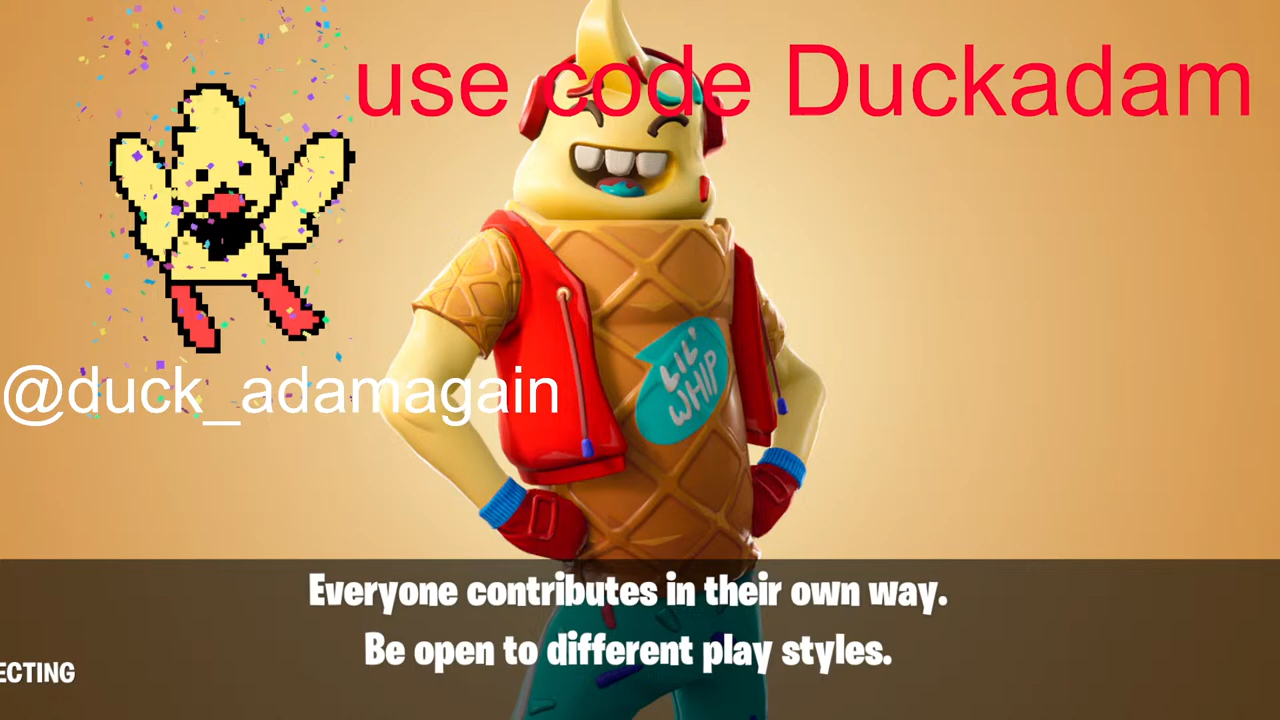 use code Duckadam
@duck_adamagain
LIL'
WHIP
Everyone contributes in their own way.
Be open to different play styles.
ECTING